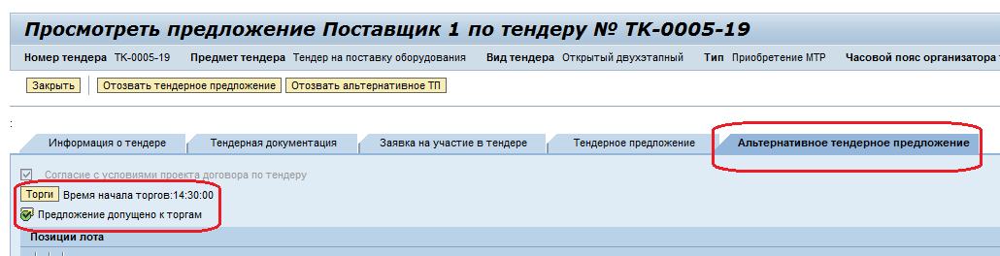 Просмотреть предложение Поставщик 1 по тендеру № ТК-0005-19
Номер тендера ТК-0005-19 Предмет тендера Тендер на поставку оборудования Вид тендера Открытый двухэтапный Тип Приобретение МТР Часовой пояс организатора
Закрыть Отозвать тендерное предложение Отозвать альтернативное ТП
:
Информация о тендере Тендерная документация Заявка на участие в тендере Тендерное предложение Альтернативное тендерное предложение
Согласие с условиями проекта договора по тендеру
Торги Время начала торгов:14:30:00
Предложение допущено к торгам
Позиции лота